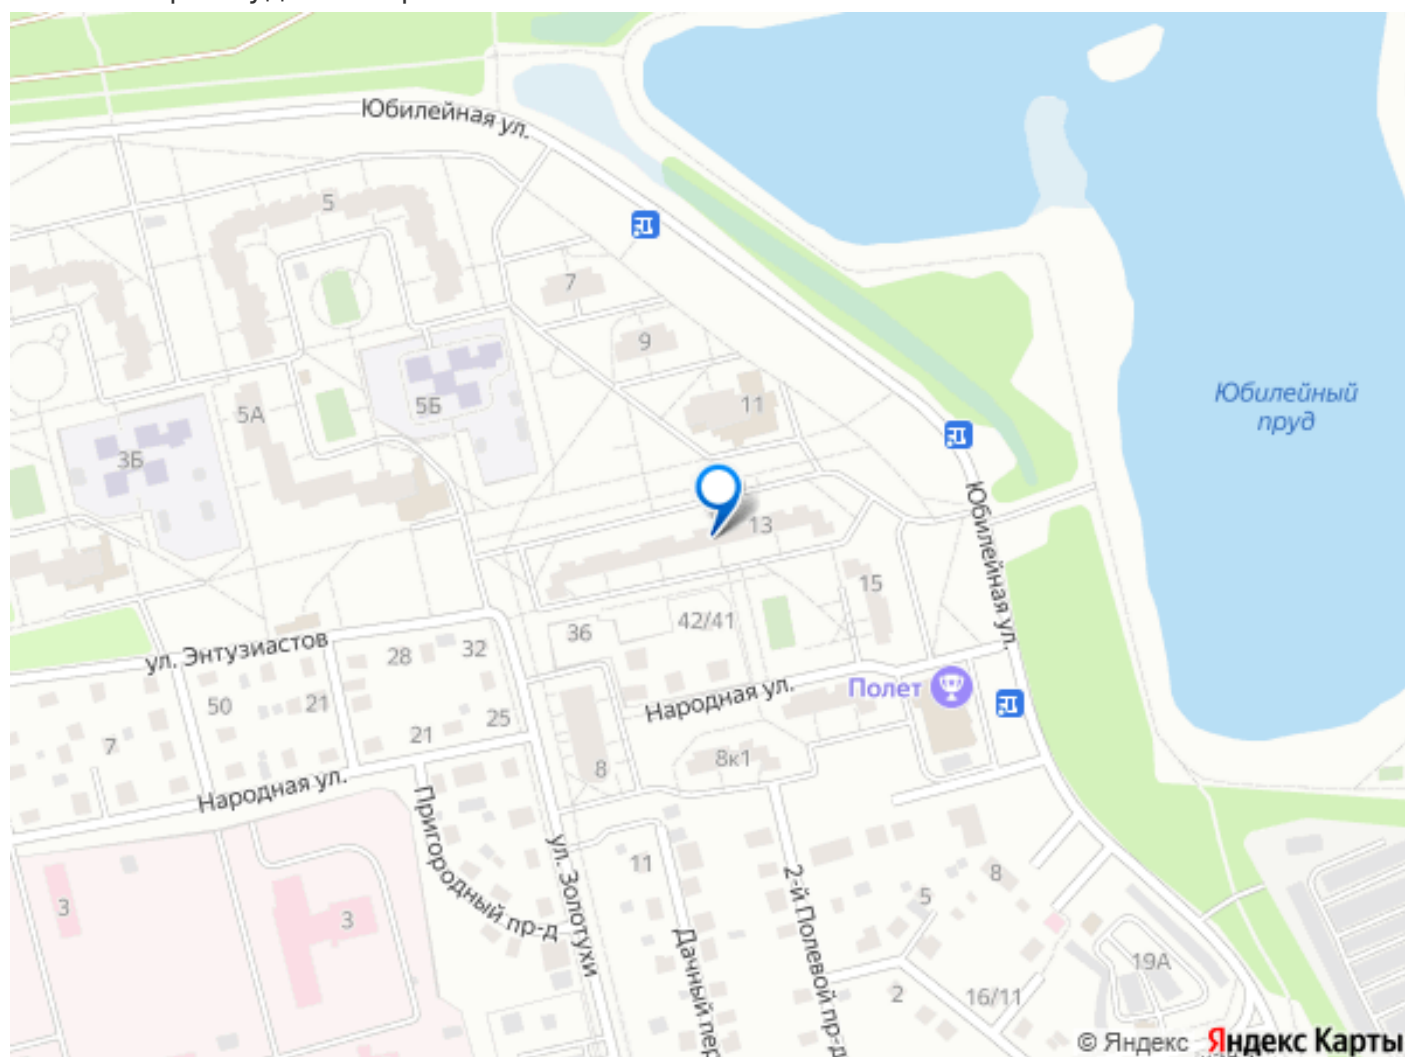 Юбилейная ул.
5
7
9
Юбилейный
пруд
5А
5Б
11
3Б
13
Юбилейная ул.
15
42/41
36
ул. Энтузиастов
28
32
50
21
25
Полет
Народная ул.
7
21
8
8к1
Народная ул.
Пригородный пр-д
ул. Золотухи
11
2-й Полевой пр-д
8
5
3
3
Дачный пер
19А
2
16/11
© Яндекс Яндекс Карты